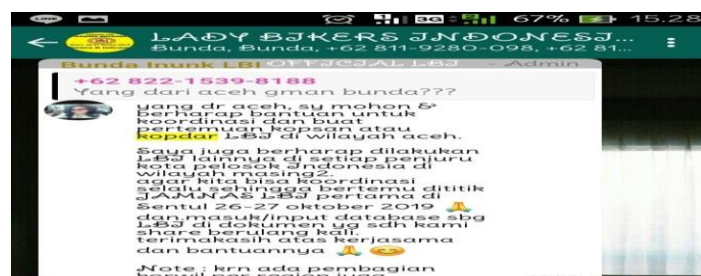 LINE 3G 67% 15.28
LADY BIKERS INDONESI...
Bunda, Bunda, +62 811-9280-098, +62 81...
Bunda Inunk LBI OFFICIAL LBI - Admin
+62 822-1539-8188
Yang dari aceh gman bunda???
yang dr aceh, sy mohon &
berharap bantuan untuk
koordinasi dan buat
pertemuan kopsan atau
kopdar LBI di wilayah aceh.
Saya juga berharap dilakukan
LBI lainnya di setiap penjuru
kota pelosok Indonesia di
wilayah masing2.
agar kita bisa koordinasi
selalu sehingga bertemu dititik
JAMNAS LBI pertama di
Sentul 26-27 oktober 2019 🙏
dan masuk/input database sbg
LBI di dokumen yg sdh kami
share berulang kali.
terimakasih atas kerjasama
dan bantuannya 🙏 😊
Note : krn ada pembagian
korwil per region juga